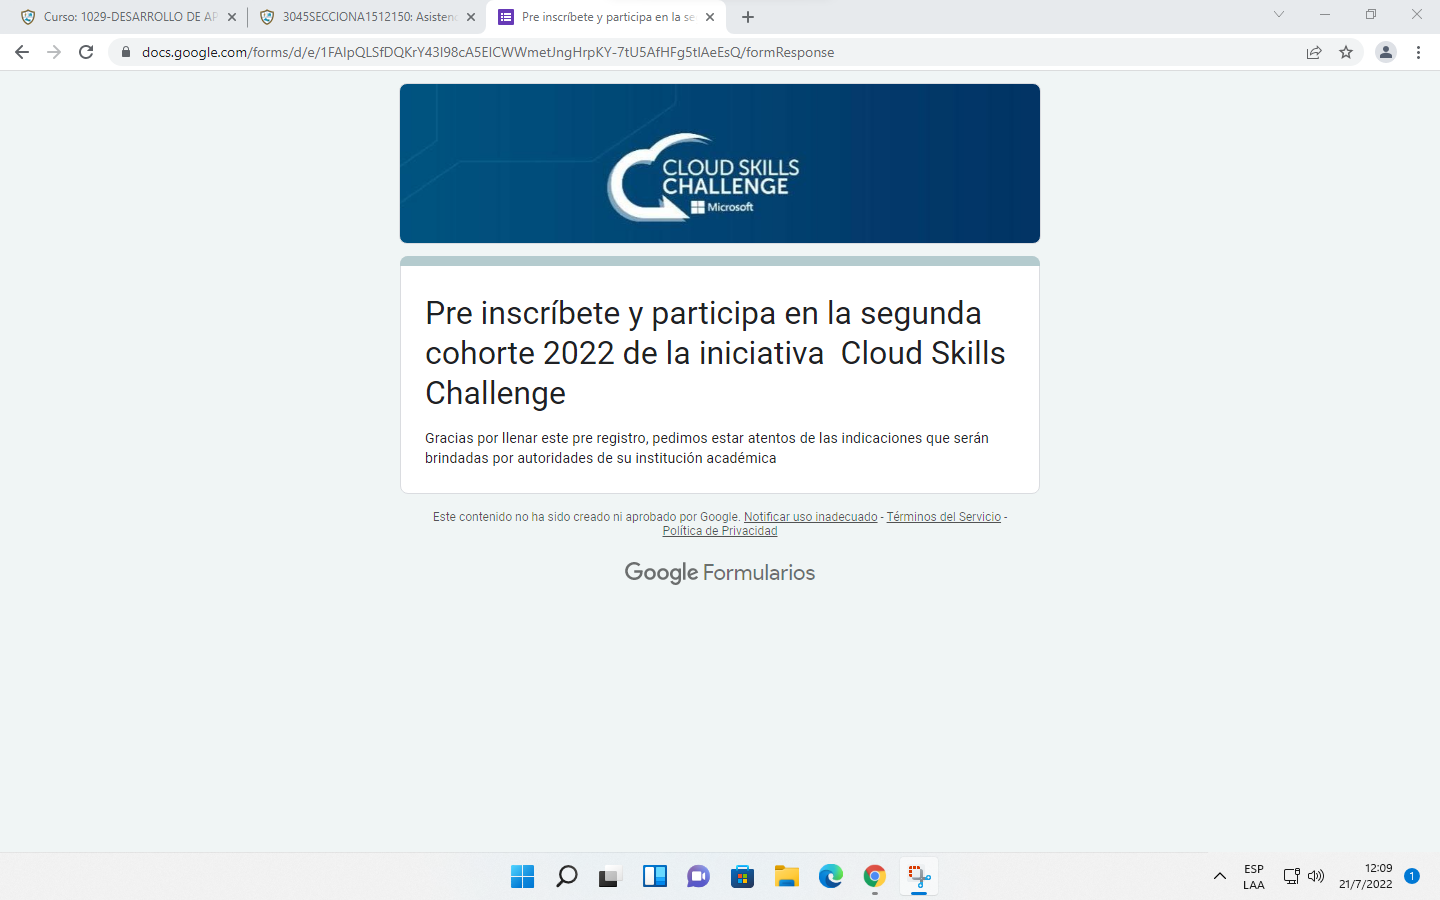 Curso: 1029-DESARROLLO DE AP
3045SECCIONA1512150: Asistenc
Pre inscríbete y participa en la se
docs.google.com/forms/d/e/1FAIpQLSfDQKrY43I98cA5EICWWmetJngHrpKY-7tU5AfHFg5tIAeEsQ/formResponse
CLOUD SKILLS
CHALLENGE
Microsoft
Pre inscríbete y participa en la segunda
cohorte 2022 de la iniciativa Cloud Skills
Challenge
Gracias por llenar este pre registro, pedimos estar atentos de las indicaciones que serán
brindadas por autoridades de su institución académica
Este contenido no ha sido creado ni aprobado por Google. Notificar uso inadecuado - Términos del Servicio -
Política de Privacidad
Google Formularios
ESP
LAA
12:09
21/7/2022
1